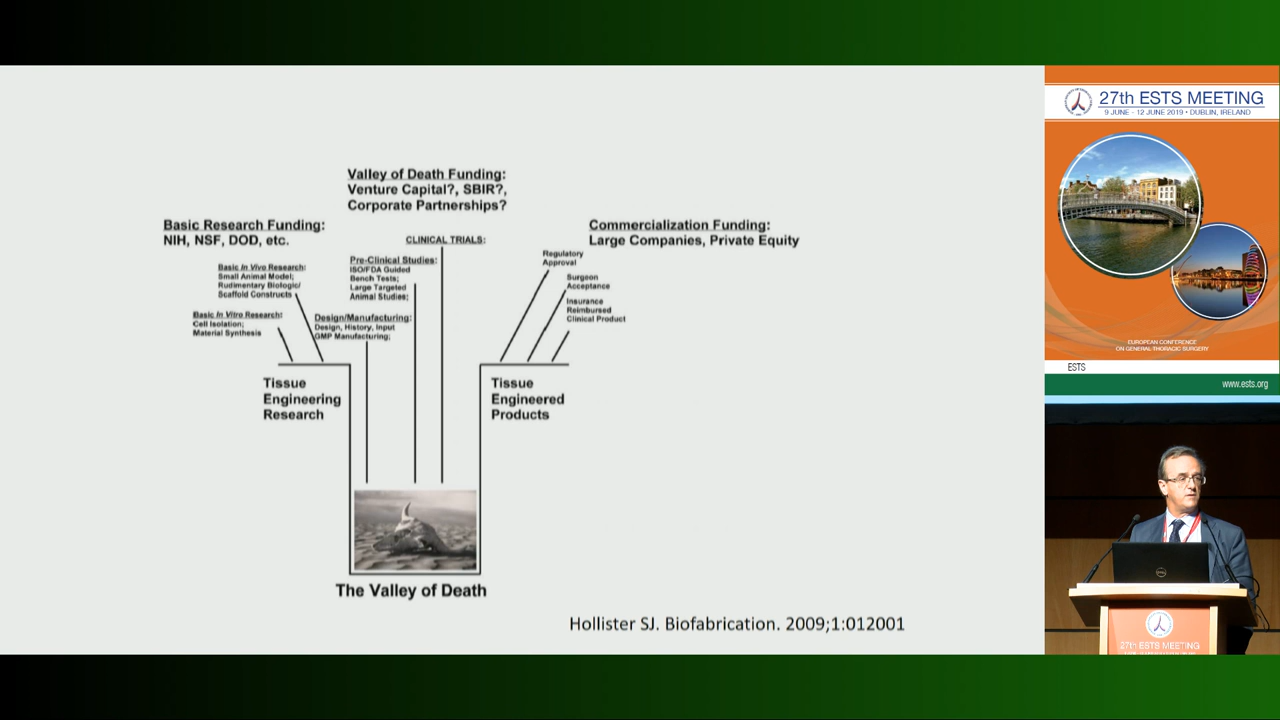 Valley of Death Funding:
Venture Capital?, SBIR?,
Corporate Partnerships?
Basic Research Funding:
NIH, NSF, DOD, etc.
CLINICAL TRIALS:
Commercialization Funding:
Large Companies, Private Equity
Basic In Vivo Research:
Small Animal Model;
Rudimentary Biologic/
Scaffold Constructs
Pre-Clinical Studies:
ISO/FDA Guided
Bench Tests;
Large Targeted
Animal Studies;
Regulatory
Approval
Surgeon
Acceptance
Insurance
Reimbursed
Clinical Product
Basic In Vitro Research:
Cell Isolation;
Material Synthesis
Design/Manufacturing:
Design, History, Input
GMP Manufacturing;
Tissue
Engineering
Research
Tissue
Engineered
Products
The Valley of Death
Hollister SJ. Biofabrication. 2009;1:012001
27th ESTS MEETING
9 JUNE - 12 JUNE 2019 • DUBLIN, IRELAND
EUROPEAN CONFERENCE
ON GENERAL THORACIC SURGERY
ESTS
www.ests.org
DELL
27th ESTS MEETING